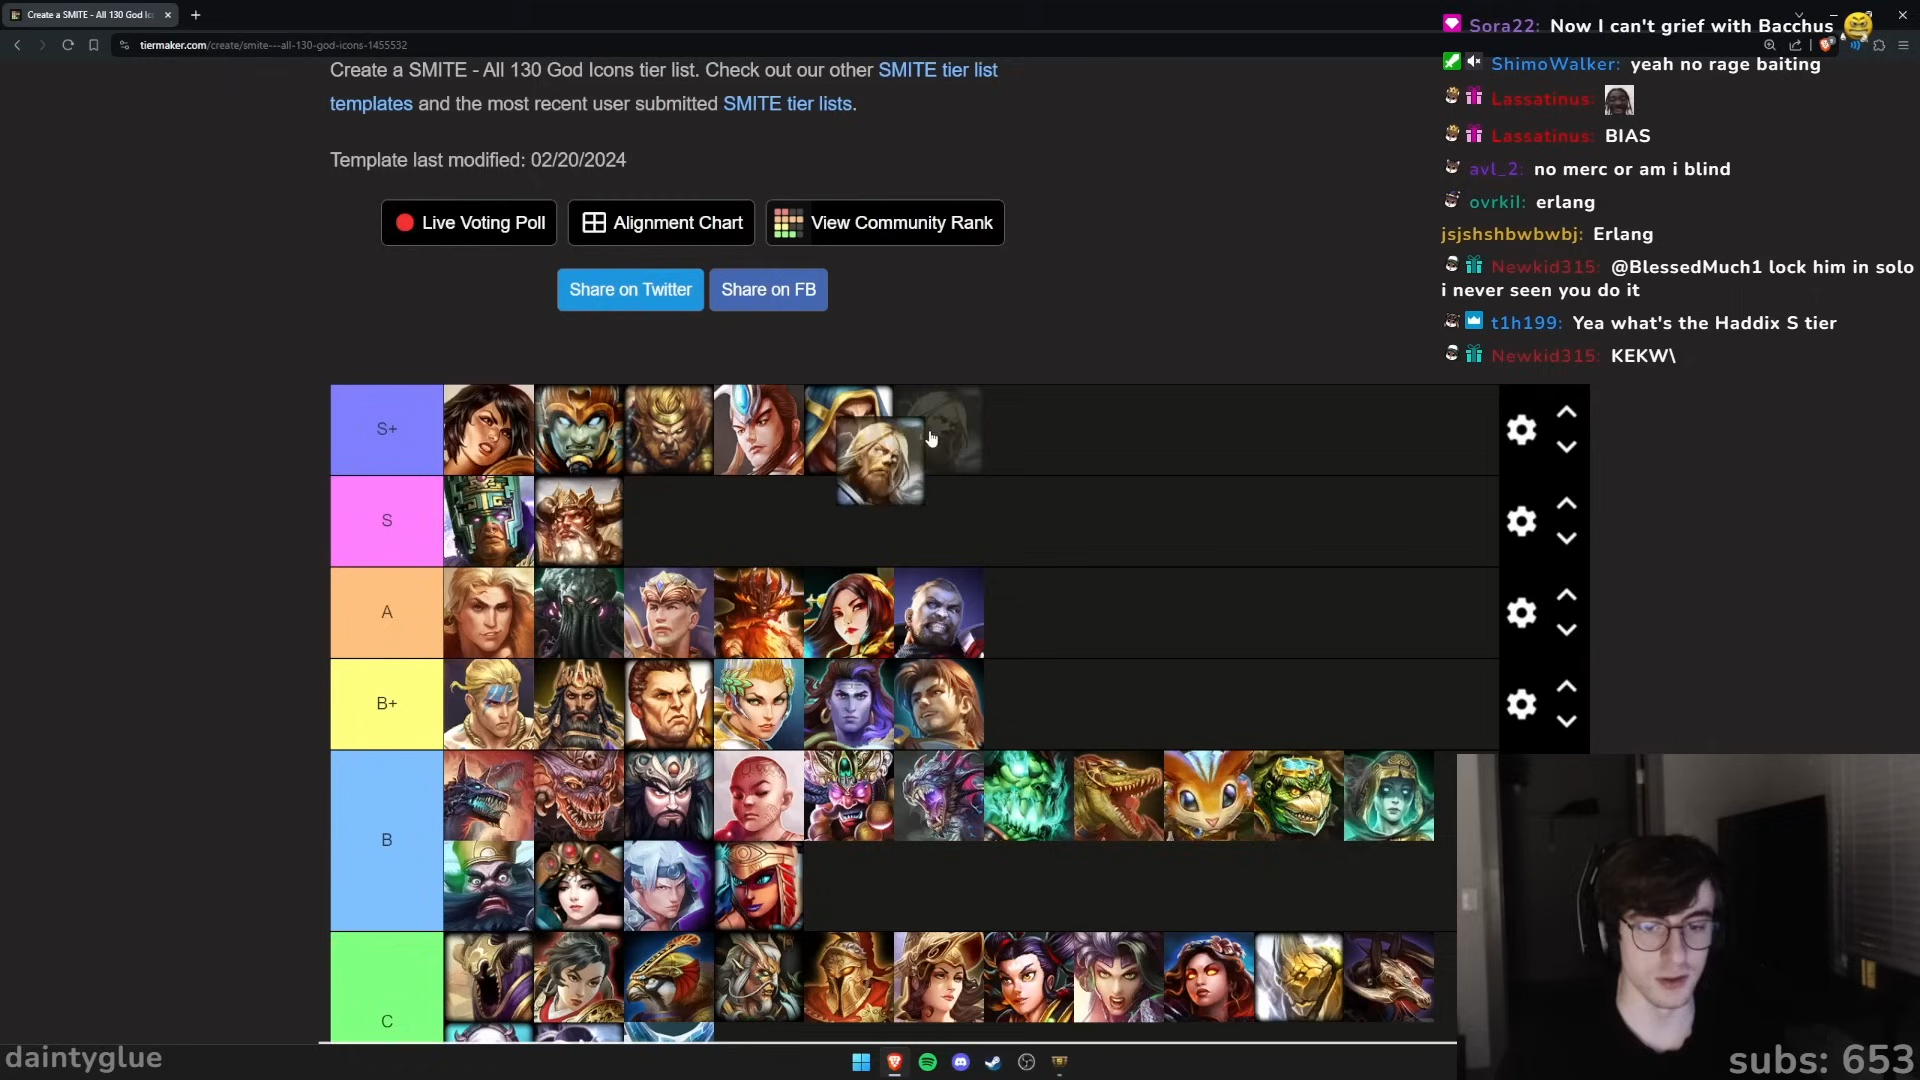 Create a SMITE - All 130 God Ic
tiermaker.com/create/smite---all-130-god-icons-1455532
Create a SMITE - All 130 God Icons tier list. Check out our other SMITE tier list
templates and the most recent user submitted SMITE tier lists.
Template last modified: 02/20/2024
Live Voting Poll
Alignment Chart
View Community Rank
Share on Twitter
Share on FB
S+
S
A
B+
B
C
Sora22: Now I can't grief with Bacchus
ShimoWalker: yeah no rage baiting
Lassatinus:
Lassatinus: BIAS
avl_2: no merc or am i blind
ovrkil: erlang
jsjshshbwbwbj: Erlang
Newkid315: @BlessedMuch1 lock him in solo
i never seen you do it
t1h199: Yea what's the Haddix S tier
Newkid315: KEKW\
daintyglue
subs: 653